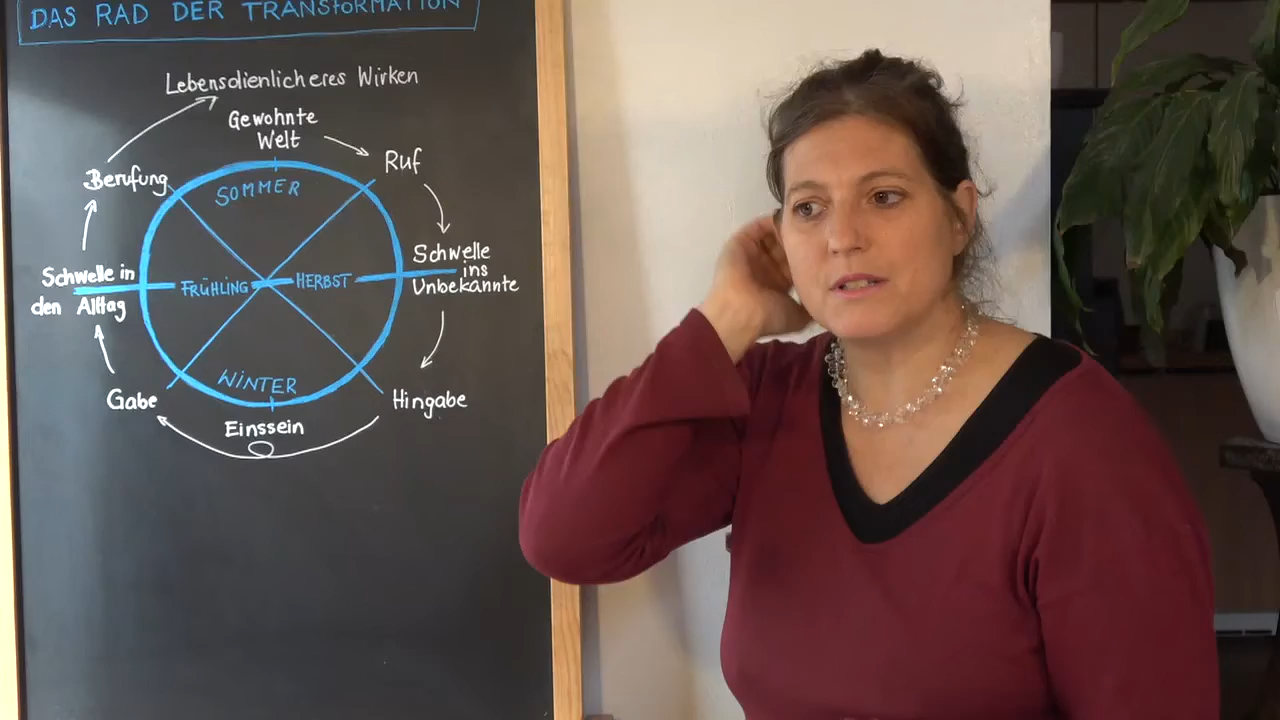 DAS RAD DER TRANSFORMATION
Lebensdienlicheres Wirken
Gewohnte
Welt
Ruf
Berufung
SOMMER
Schwelle
ins
Unbekannte
Schwelle in
den Alltag
FRÜHLING
HERBST
WINTER
Gabe
Hingabe
Einssein